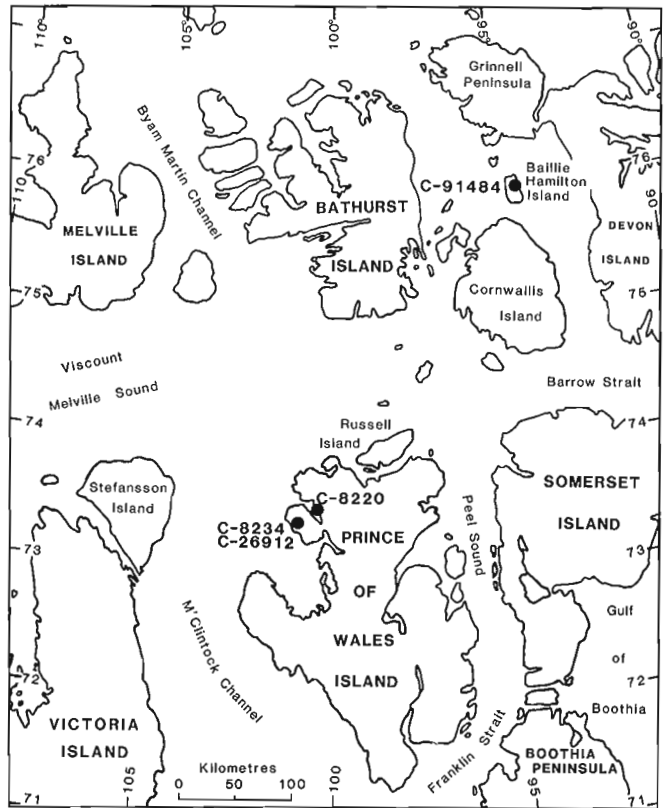 110°
105°
100°
95°
90°
Grinnell
Peninsula
Byam Martin Channel
76
76
110
C-91484
Baillie
Hamilton
Island
90
MELVILLE
ISLAND
BATHURST
ISLAND
DEVON
ISLAND
Cornwallis
Island
75
75
Viscount
Melville Sound
Barrow Strait
74
74
Russell
Island
Stefansson
Island
C-8220
C-8234
C-26912
SOMERSET
ISLAND
Peel Sound
73
73
PRINCE
OF
WALES
ISLAND
M'Clintock Channel
Gulf
of
Boothia
72
72
VICTORIA
ISLAND
Franklin Strait
BOOTHIA
PENINSULA
Kilometres
0 50 100
71
105
100
95
71